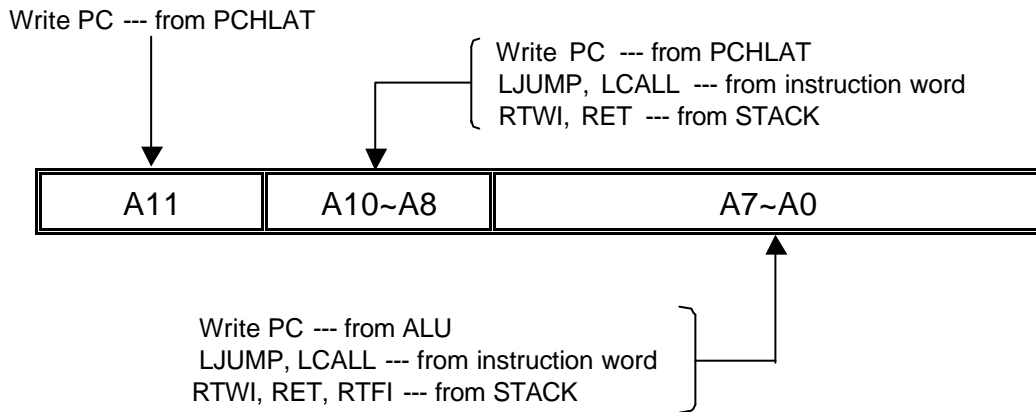 Write PC --- from PCHLAT
Write PC --- from PCHLAT
LJUMP, LCALL --- from instruction word
RTWI, RET --- from STACK
A11
A10~A8
A7~A0
Write PC --- from ALU
LJUMP, LCALL --- from instruction word
RTWI, RET, RTFI --- from STACK